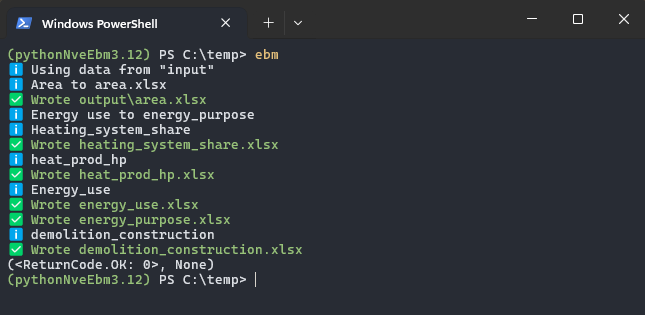 Windows PowerShell
(pythonNveEbm3.12) PS C:\temp> ebm
i Using data from "input"
i Area to area.xlsx
✅ Wrote output\area.xlsx
i Energy use to energy_purpose
i Heating_system_share
✅ Wrote heating_system_share.xlsx
i heat_prod_hp
✅ Wrote heat_prod_hp.xlsx
i Energy_use
✅ Wrote energy_use.xlsx
✅ Wrote energy_purpose.xlsx
i demolition_construction
✅ Wrote demolition_construction.xlsx
(<ReturnCode.OK: 0>, None)
(pythonNveEbm3.12) PS C:\temp>